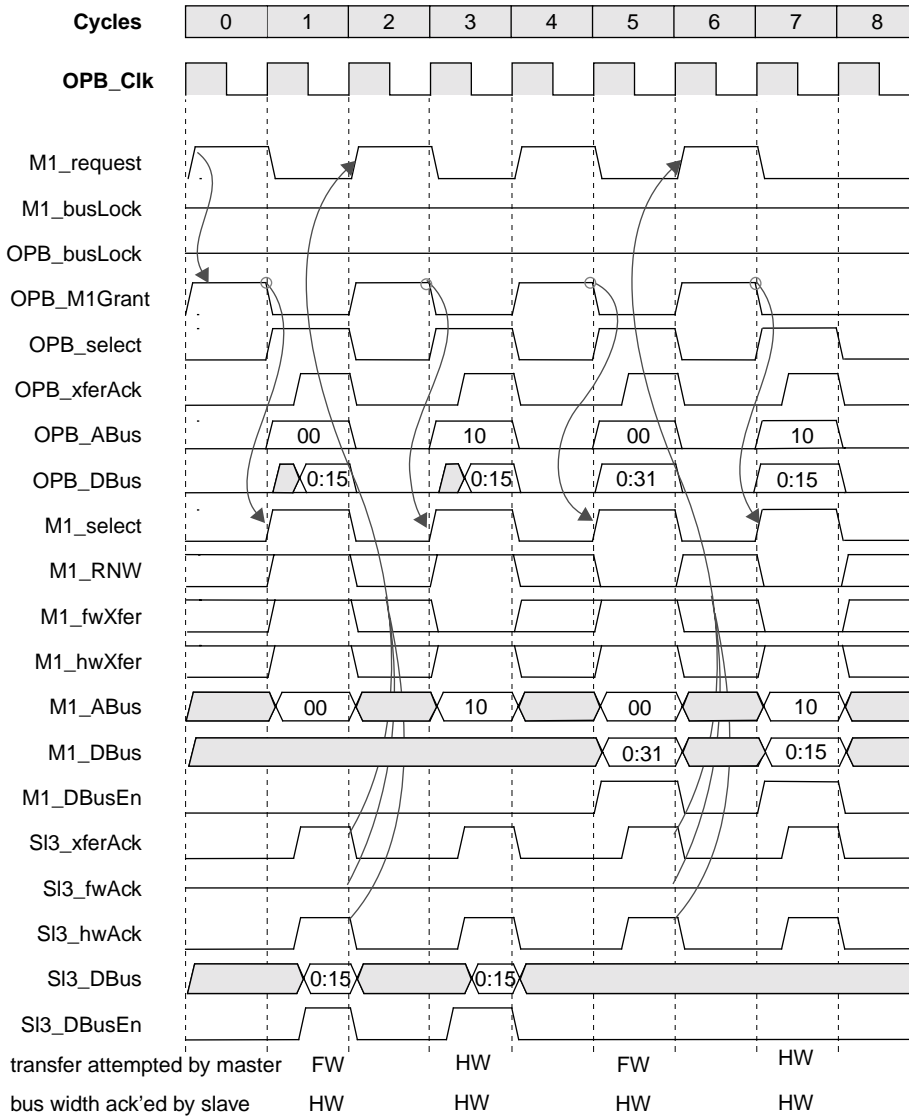 Cycles 0 1 2 3 4 5 6 7 8
OPB_Clk
M1_request
M1_busLock
OPB_busLock
OPB_M1Grant
OPB_select
OPB_xferAck
OPB_ABus 00 10 00 10
OPB_DBus 0:15 0:15 0:31 0:15
M1_select
M1_RNW
M1_fwXfer
M1_hwXfer
M1_ABus 00 10 00 10
M1_DBus 0:31 0:15
M1_DBusEn
Sl3_xferAck
Sl3_fwAck
Sl3_hwAck
Sl3_DBus 0:15 0:15
Sl3_DBusEn
transfer attempted by master FW HW FW HW
bus width ack'ed by slave HW HW HW HW